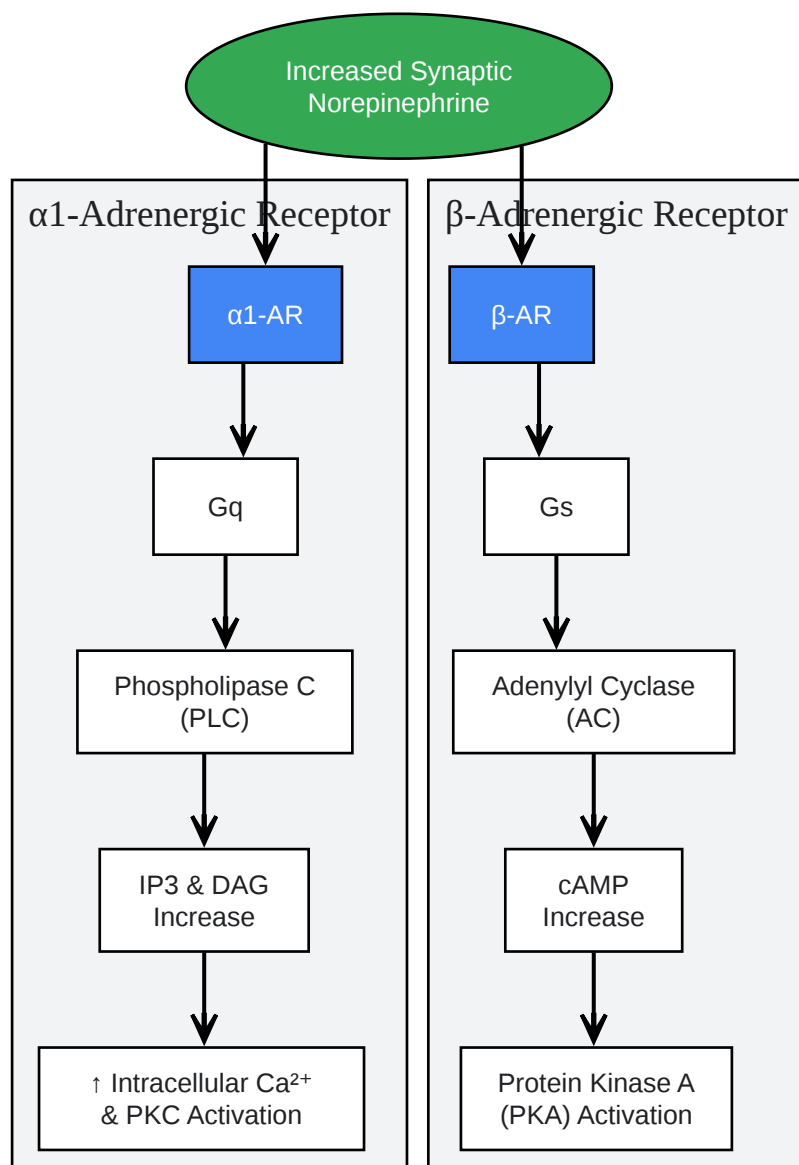 Increased Synaptic
Norepinephrine
α1-Adrenergic Receptor
α1-AR
Gq
Phospholipase C
(PLC)
IP3 & DAG
Increase
↑ Intracellular Ca²⁺
& PKC Activation
β-Adrenergic Receptor
β-AR
Gs
Adenylyl Cyclase
(AC)
cAMP
Increase
Protein Kinase A
(PKA) Activation